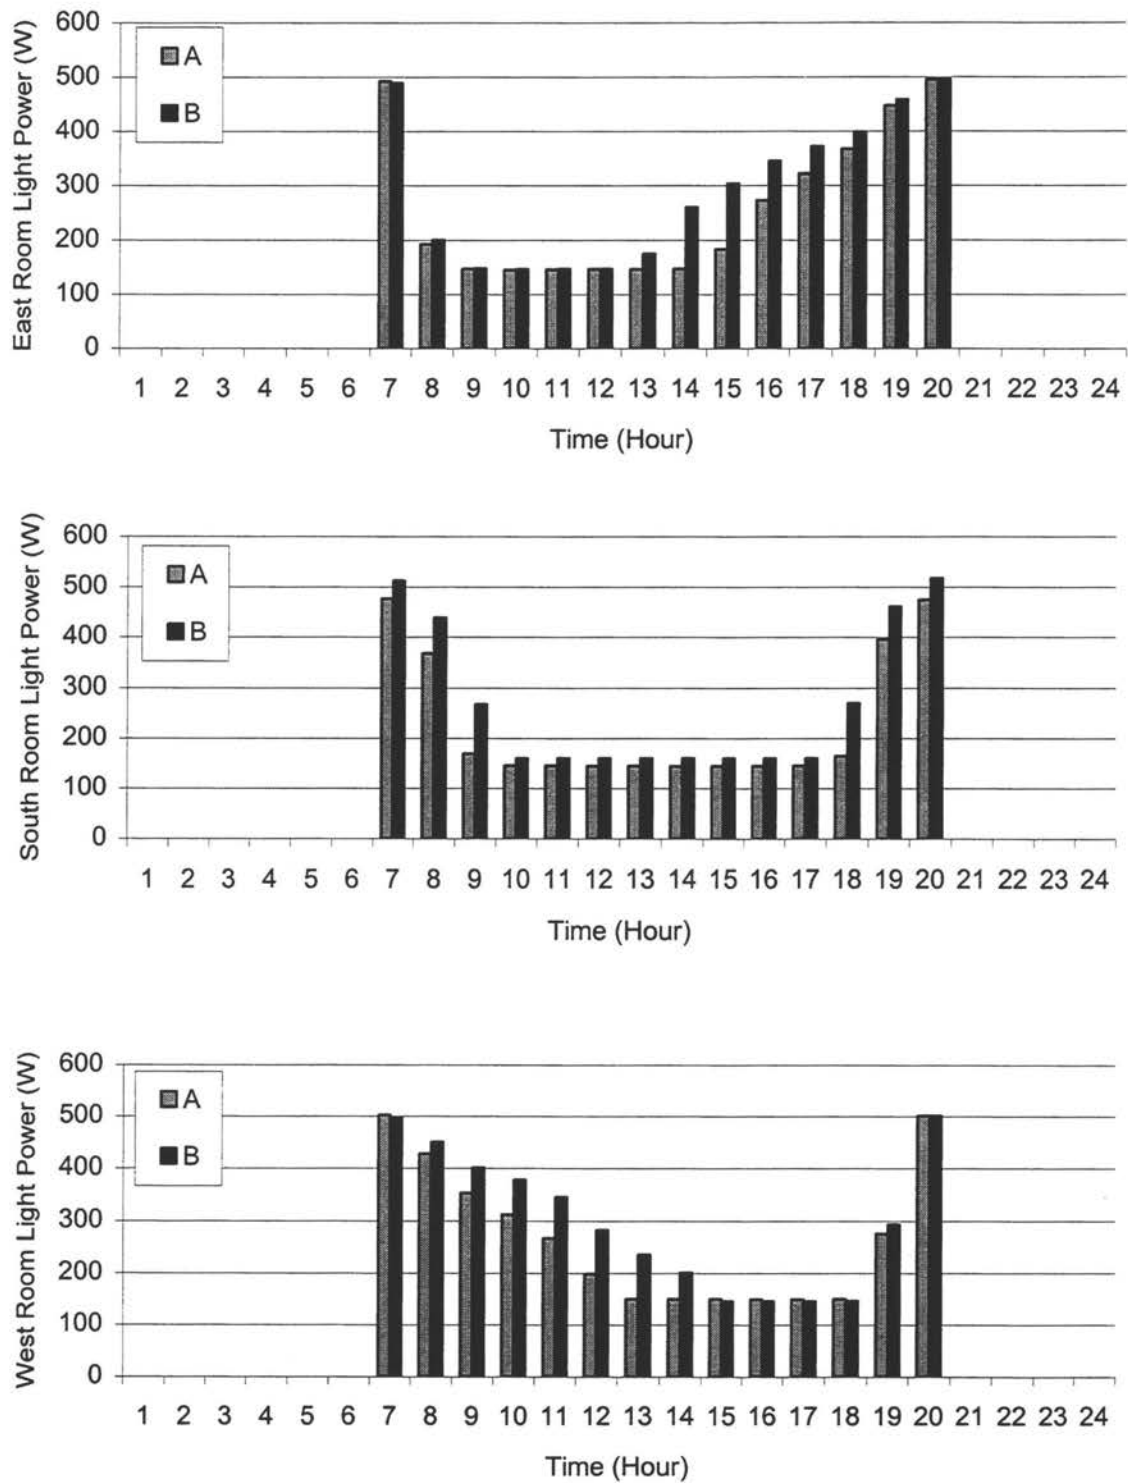 East Room Light Power (W)
600
500
400
300
200
100
0
A
B
1 2 3 4 5 6 7 8 9 10 11 12 13 14 15 16 17 18 19 20 21 22 23 24
Time (Hour)
South Room Light Power (W)
600
500
400
300
200
100
0
A
B
1 2 3 4 5 6 7 8 9 10 11 12 13 14 15 16 17 18 19 20 21 22 23 24
Time (Hour)
West Room Light Power (W)
600
500
400
300
200
100
0
A
B
1 2 3 4 5 6 7 8 9 10 11 12 13 14 15 16 17 18 19 20 21 22 23 24
Time (Hour)